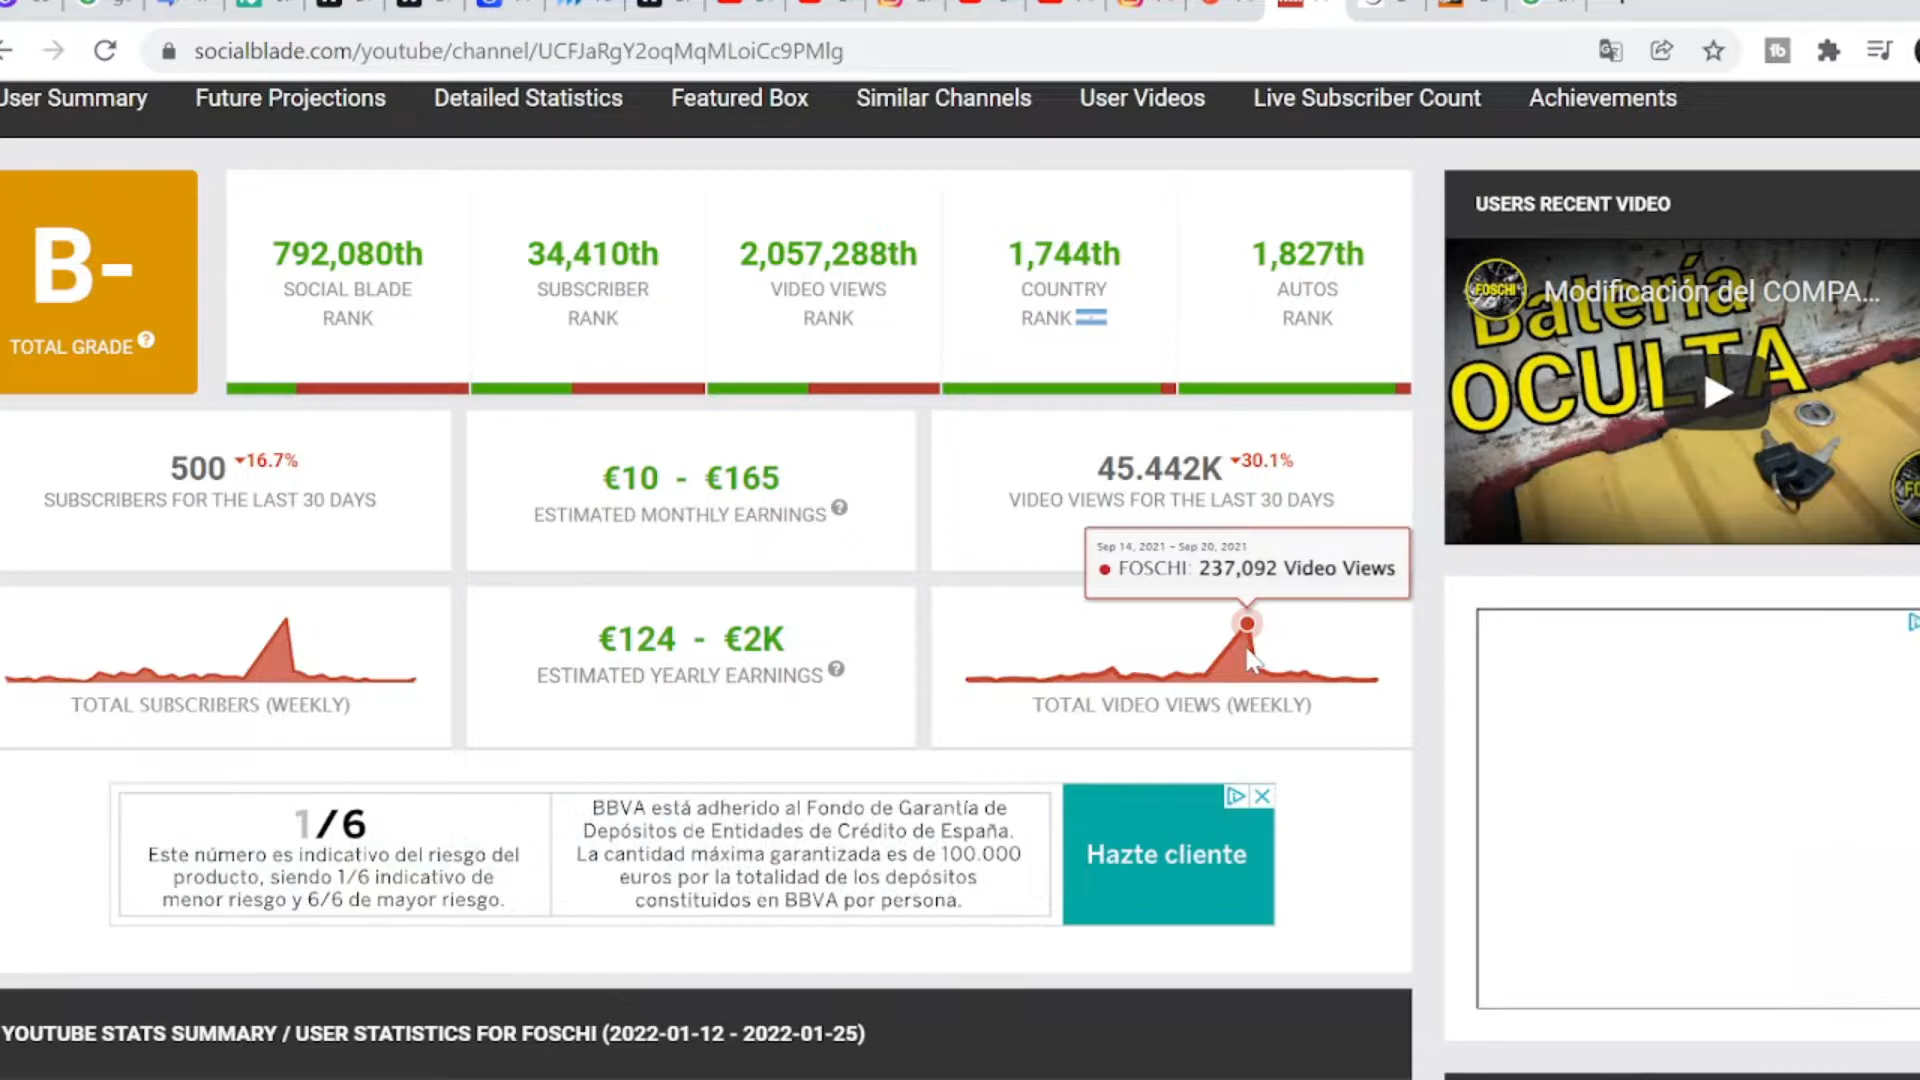 socialblade.com/youtube/channel/UCFJaRgY2oqMqMLoiCc9PMlg
User Summary
Future Projections
Detailed Statistics
Featured Box
Similar Channels
User Videos
Live Subscriber Count
Achievements
B-
TOTAL GRADE ?
792,080th
SOCIAL BLADE
RANK
34,410th
SUBSCRIBER
RANK
2,057,288th
VIDEO VIEWS
RANK
1,744th
COUNTRY
RANK
1,827th
AUTOS
RANK
USERS RECENT VIDEO
FOSCHI
Modificación del COMPA...
Batería
OCULTA
500 16.7%
SUBSCRIBERS FOR THE LAST 30 DAYS
€10 - €165
ESTIMATED MONTHLY EARNINGS ?
45.442K 30.1%
VIDEO VIEWS FOR THE LAST 30 DAYS
Sep 14, 2021 - Sep 20, 2021
FOSCHI: 237,092 Video Views
TOTAL SUBSCRIBERS (WEEKLY)
€124 - €2K
ESTIMATED YEARLY EARNINGS ?
TOTAL VIDEO VIEWS (WEEKLY)
1/6
Este número es indicativo del riesgo del
producto, siendo 1/6 indicativo de
menor riesgo y 6/6 de mayor riesgo.
BBVA está adherido al Fondo de Garantía de
Depósitos de Entidades de Crédito de España.
La cantidad máxima garantizada es de 100.000
euros por la totalidad de los depósitos
constituidos en BBVA por persona.
Hazte cliente
YOUTUBE STATS SUMMARY / USER STATISTICS FOR FOSCHI (2022-01-12 - 2022-01-25)